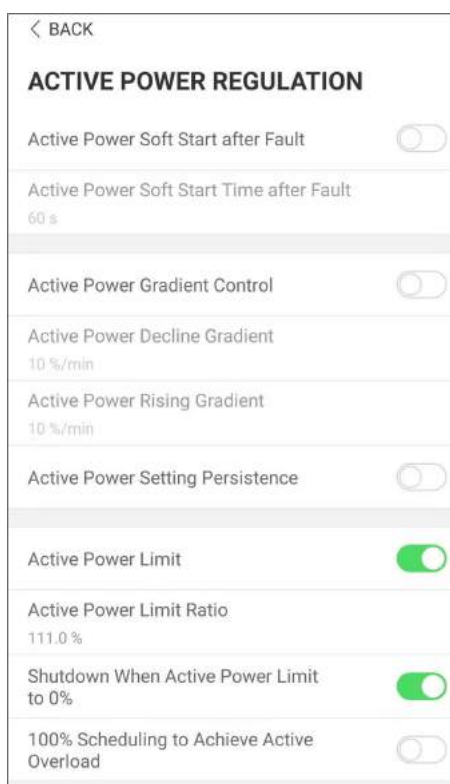 < BACK
ACTIVE POWER REGULATION
Active Power Soft Start after Fault
Active Power Soft Start Time after Fault
60 s
Active Power Gradient Control
Active Power Decline Gradient
10 %/min
Active Power Rising Gradient
10 %/min
Active Power Setting Persistence
Active Power Limit
Active Power Limit Ratio
111.0 %
Shutdown When Active Power Limit
to 0%
100% Scheduling to Achieve Active
Overload